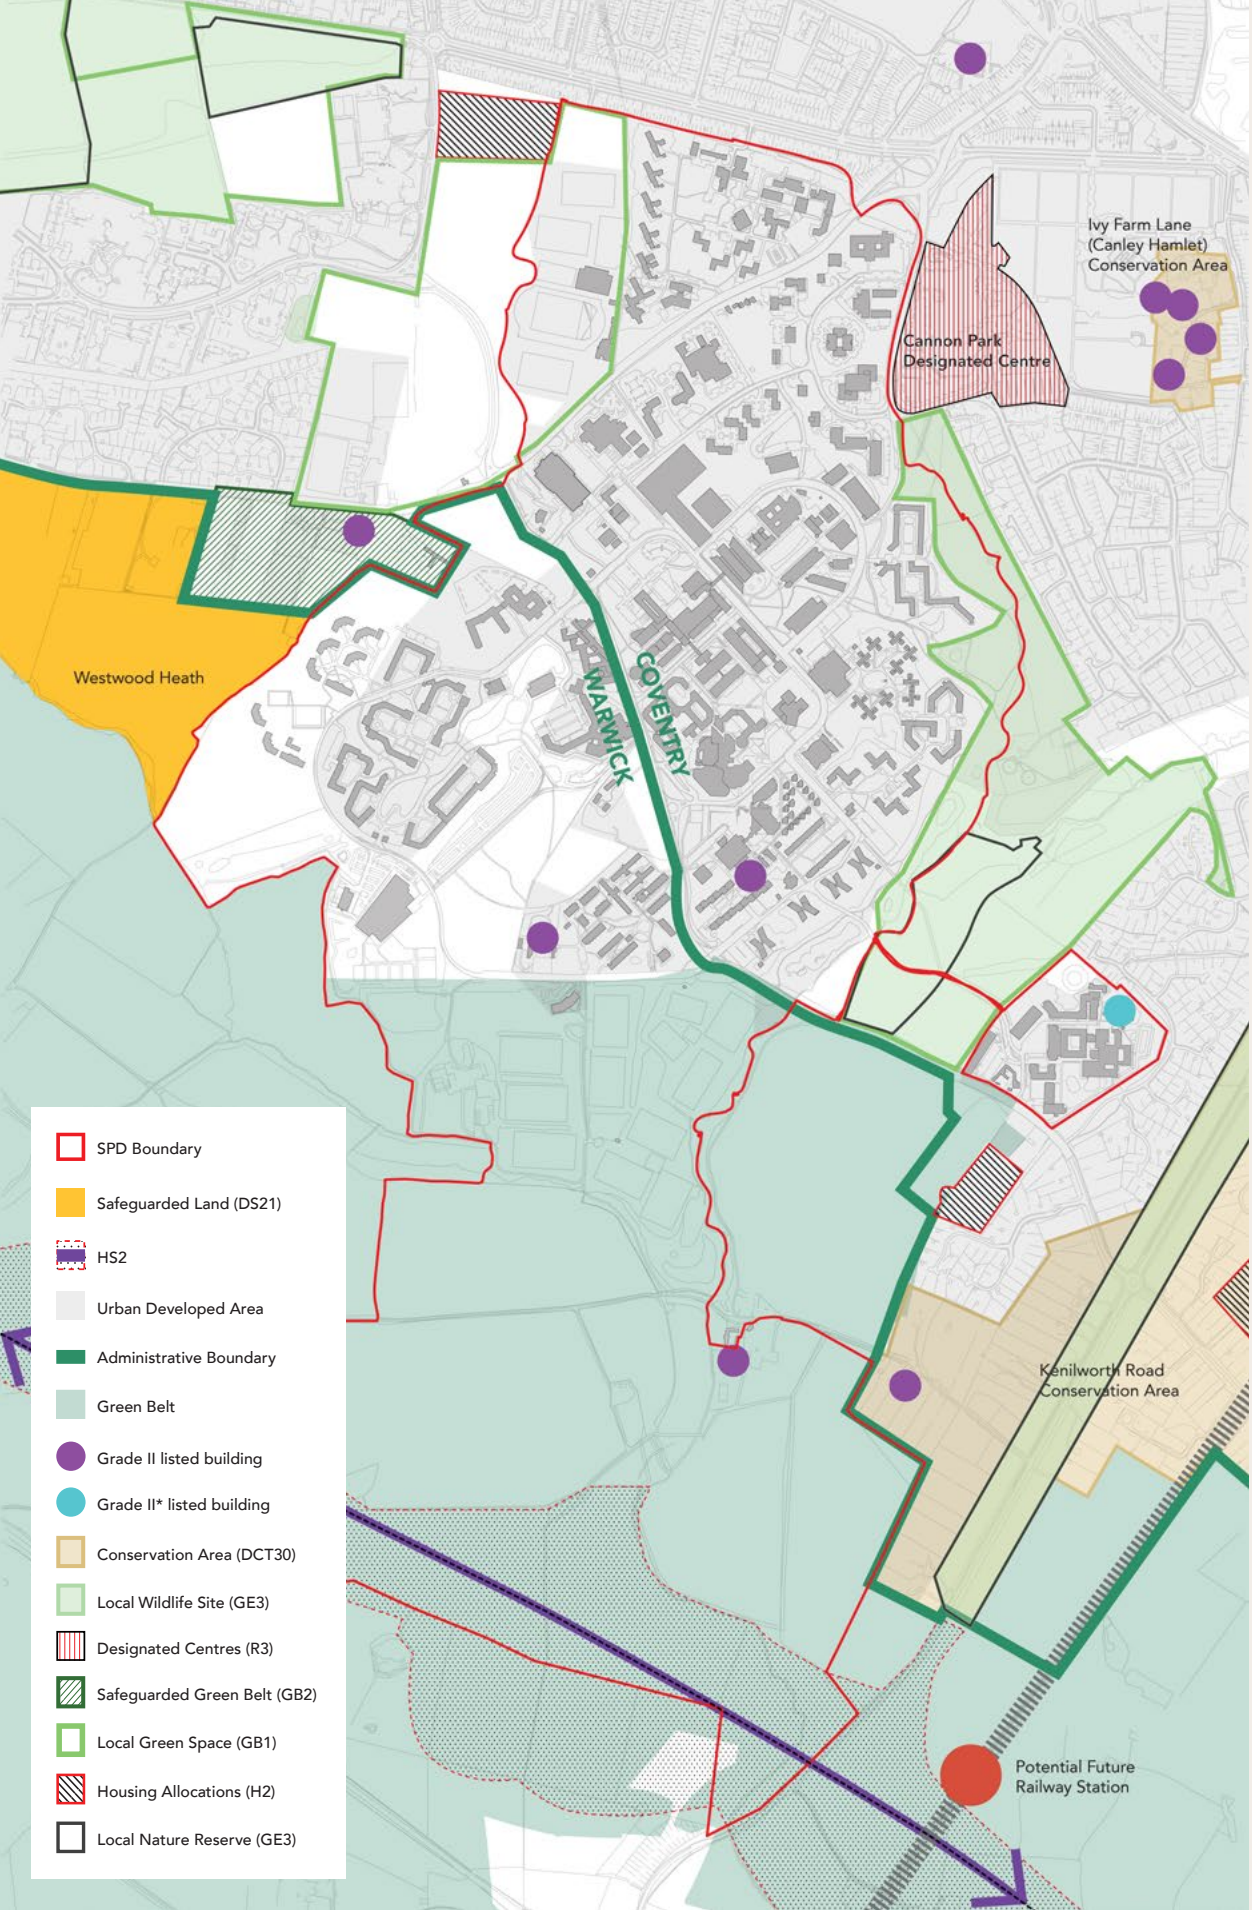 Ivy Farm Lane
(Canley Hamlet)
Conservation Area
Cannon Park
Designated Centre
Westwood Heath
COVENTRY
WARWICK
SPD Boundary
Safeguarded Land (DS21)
HS2
Urban Developed Area
Administrative Boundary
Green Belt
Grade II listed building
Grade II* listed building
Conservation Area (DCT30)
Local Wildlife Site (GE3)
Designated Centres (R3)
Safeguarded Green Belt (GB2)
Local Green Space (GB1)
Housing Allocations (H2)
Local Nature Reserve (GE3)
Kenilworth Road
Conservation Area
Potential Future
Railway Station